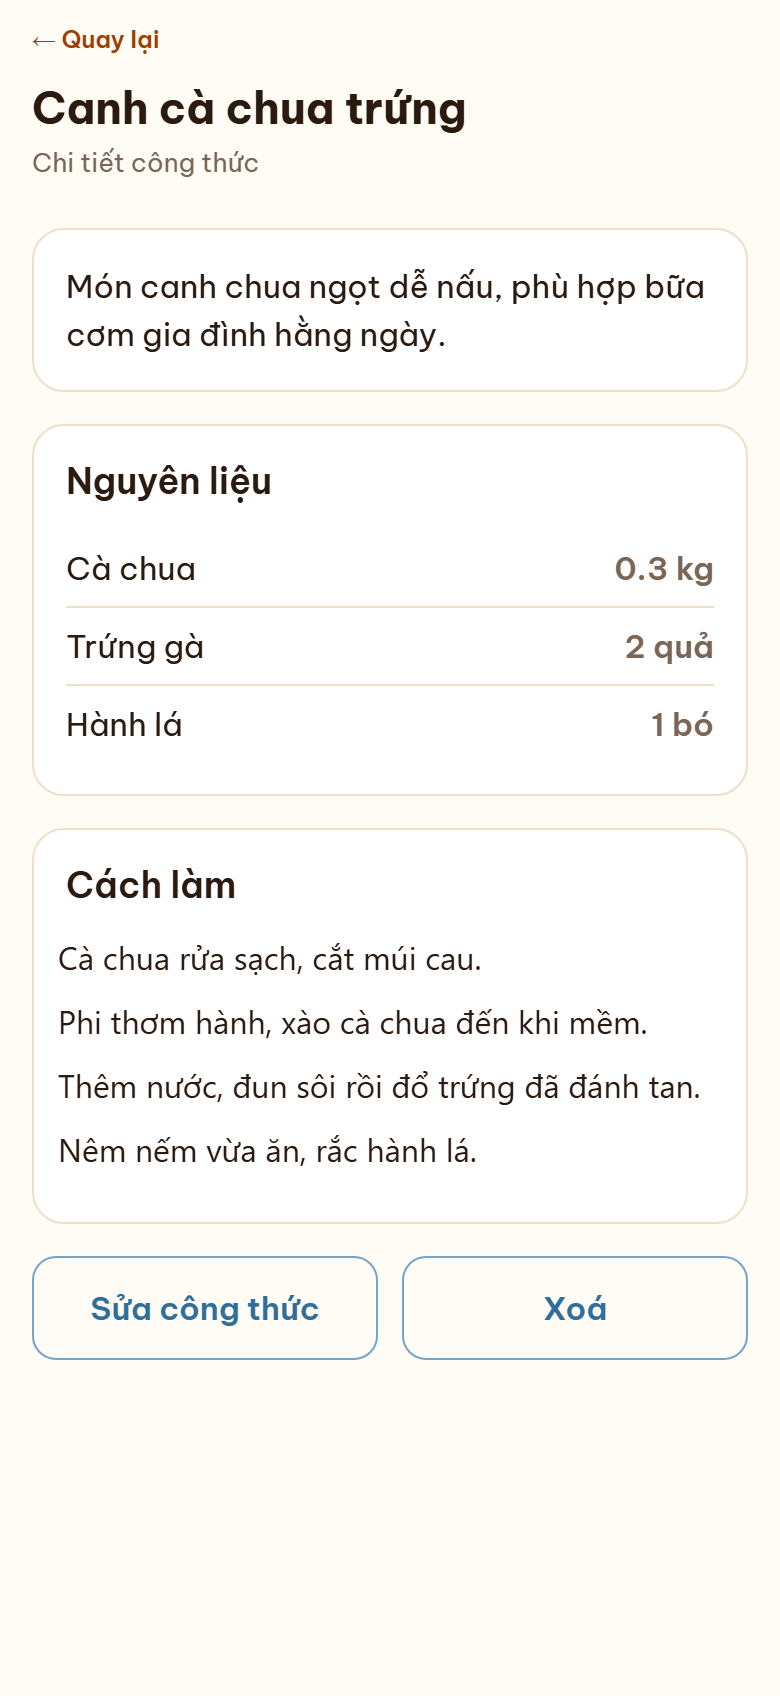 ← Quay lại
Canh cà chua trứng
Chi tiết công thức
Món canh chua ngọt dễ nấu, phù hợp bữa
cơm gia đình hằng ngày.
Nguyên liệu
Cà chua 0.3 kg
Trứng gà 2 quả
Hành lá 1 bó
Cách làm
Cà chua rửa sạch, cắt múi cau.
Phi thơm hành, xào cà chua đến khi mềm.
Thêm nước, đun sôi rồi đổ trứng đã đánh tan.
Nêm nếm vừa ăn, rắc hành lá.
Sửa công thức Xoá